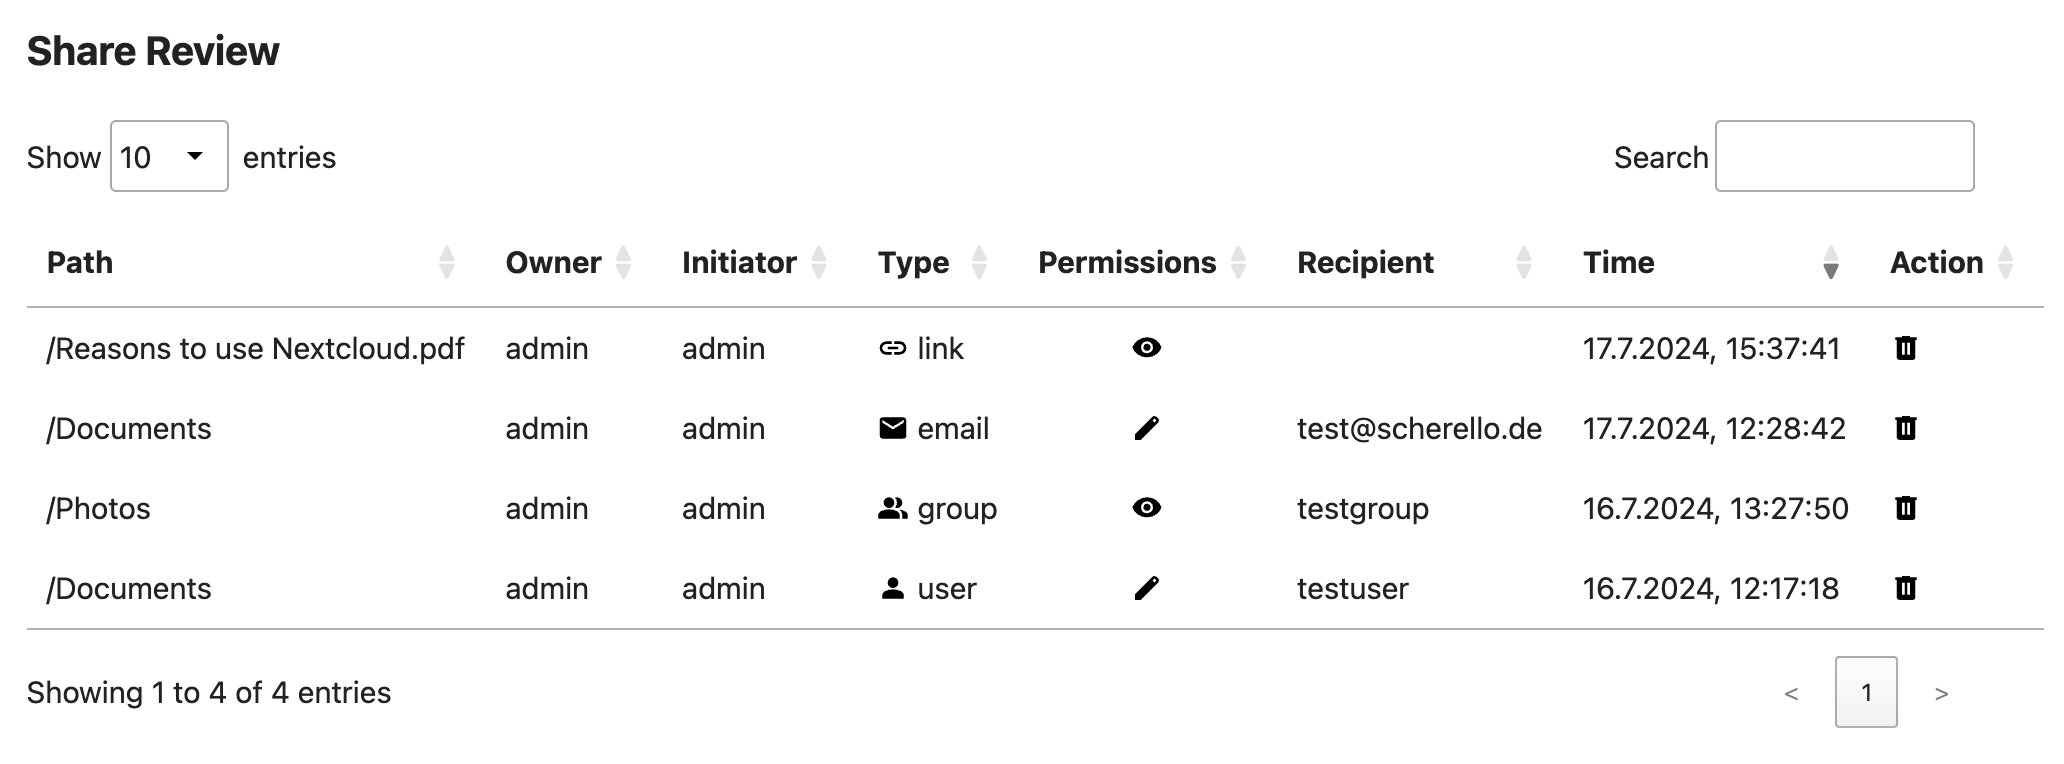 Share Review
Show 10 entries Search
Path Owner Initiator Type Permissions Recipient Time Action
/Reasons to use Nextcloud.pdf admin admin link 17.7.2024, 15:37:41
/Documents admin admin email test@scherello.de 17.7.2024, 12:28:42
/Photos admin admin group testgroup 16.7.2024, 13:27:50
/Documents admin admin user testuser 16.7.2024, 12:17:18
Showing 1 to 4 of 4 entries < 1 >